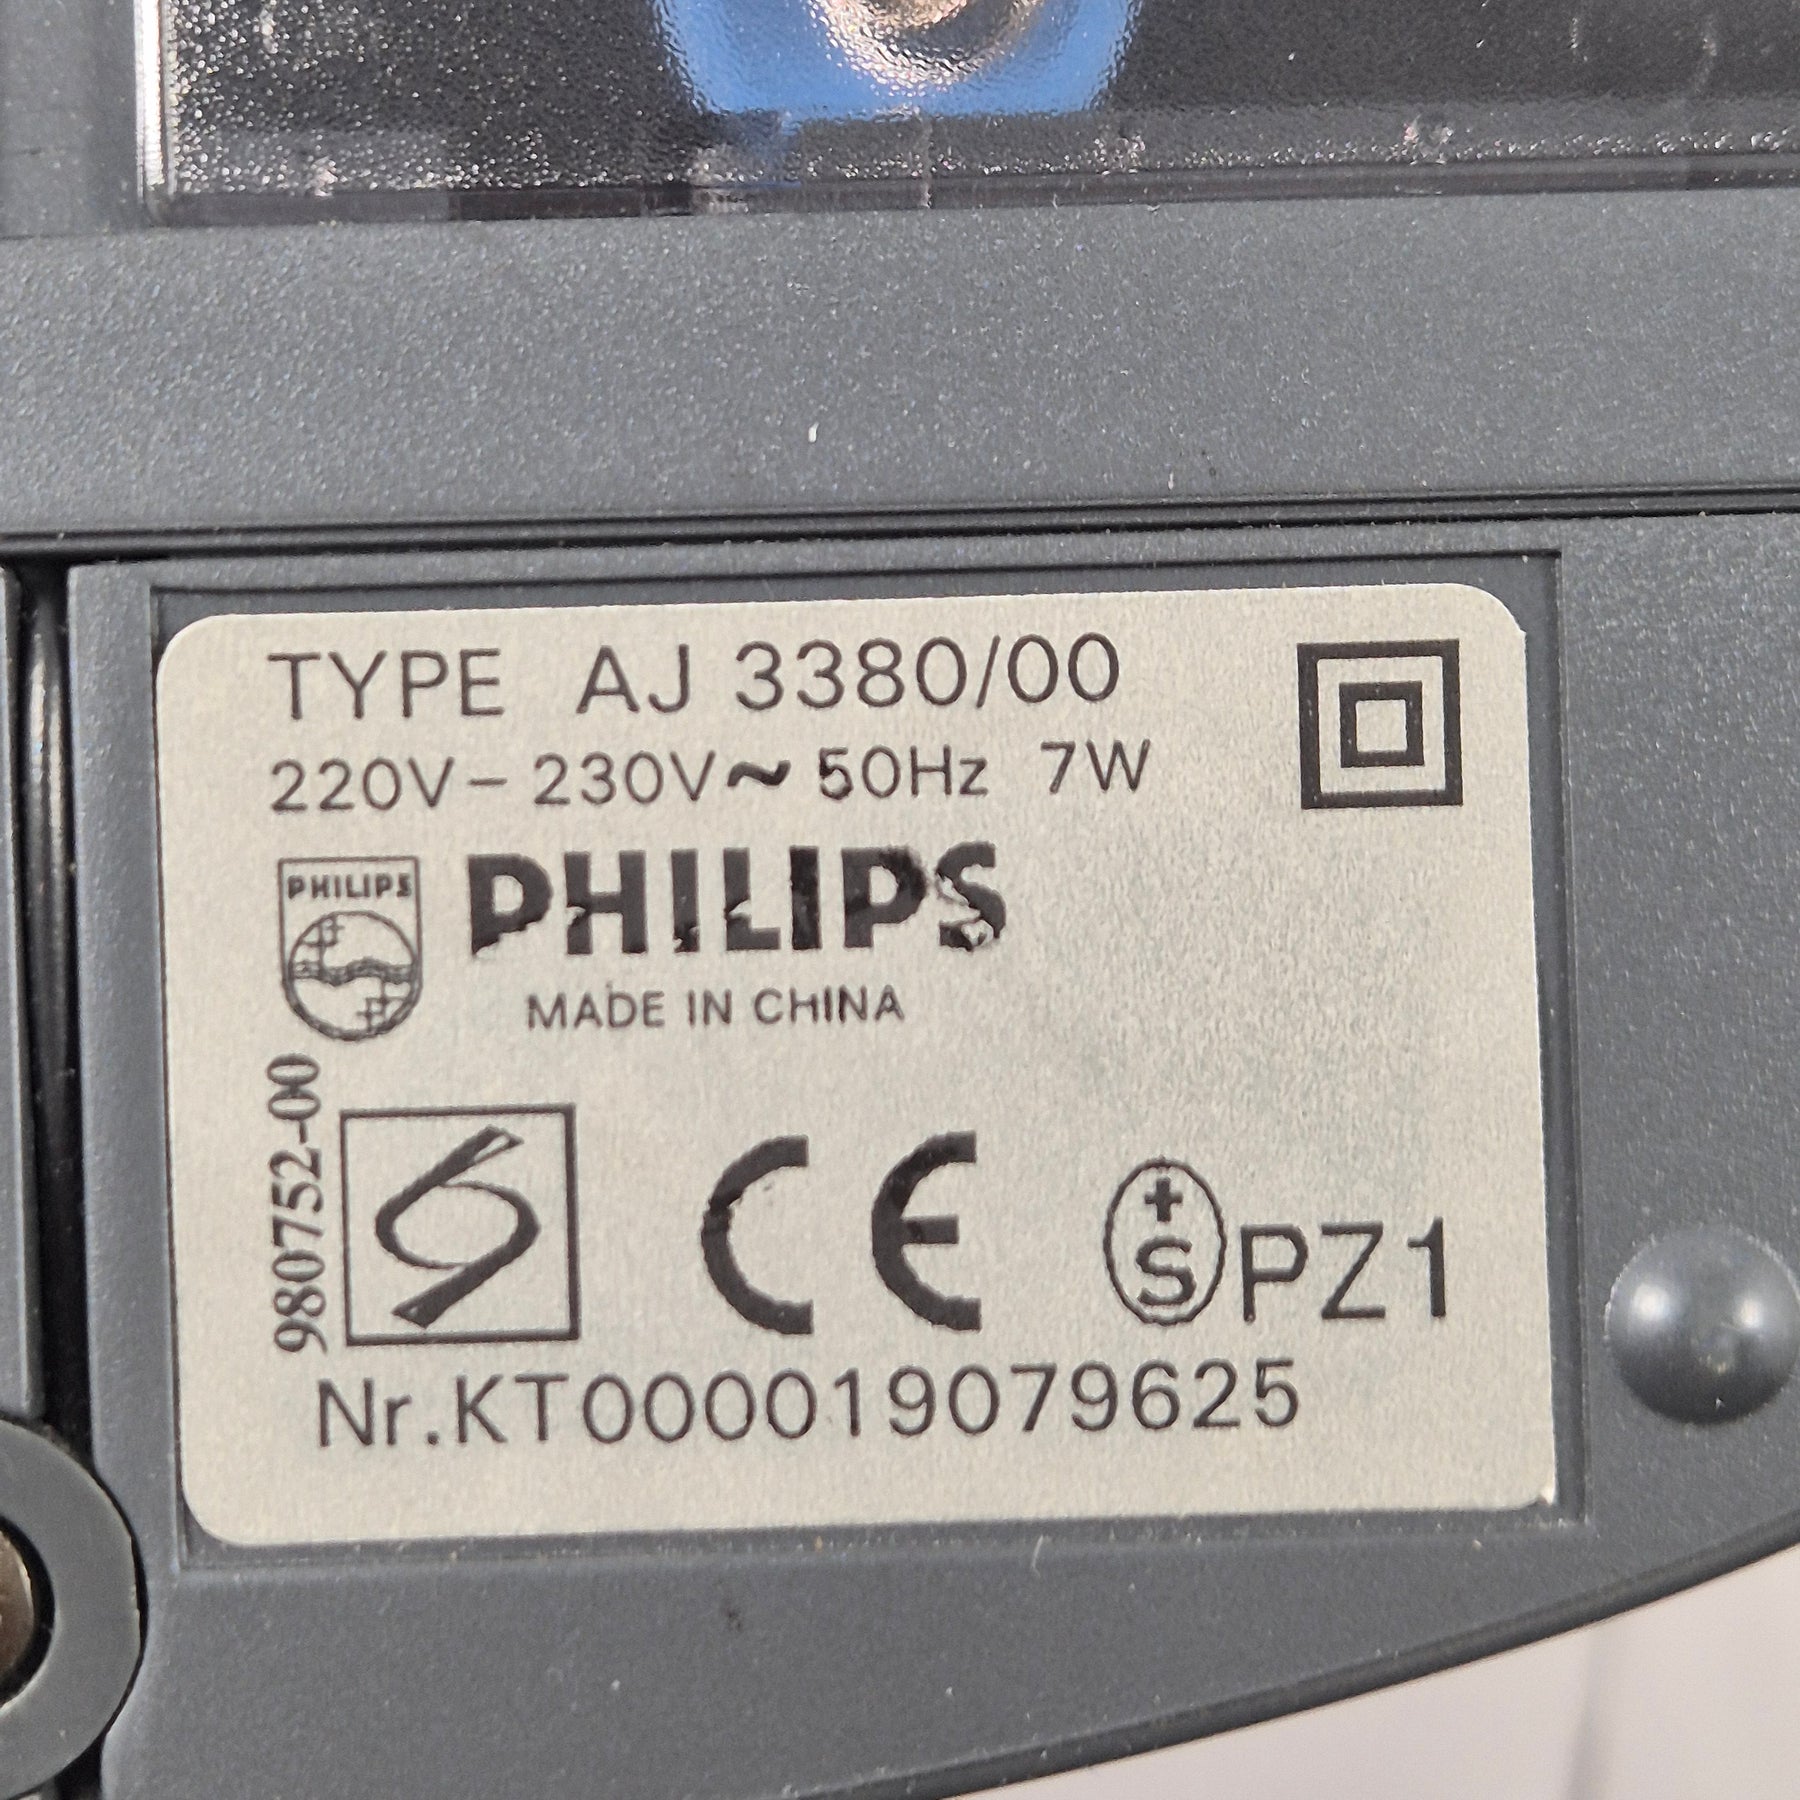 TYPE AJ 3380/00
220V - 230V ~ 50Hz 7W
PHILIPS
PHILIPS
MADE IN CHINA
980752-00
CE
+S PZ1
Nr.KT000019079625